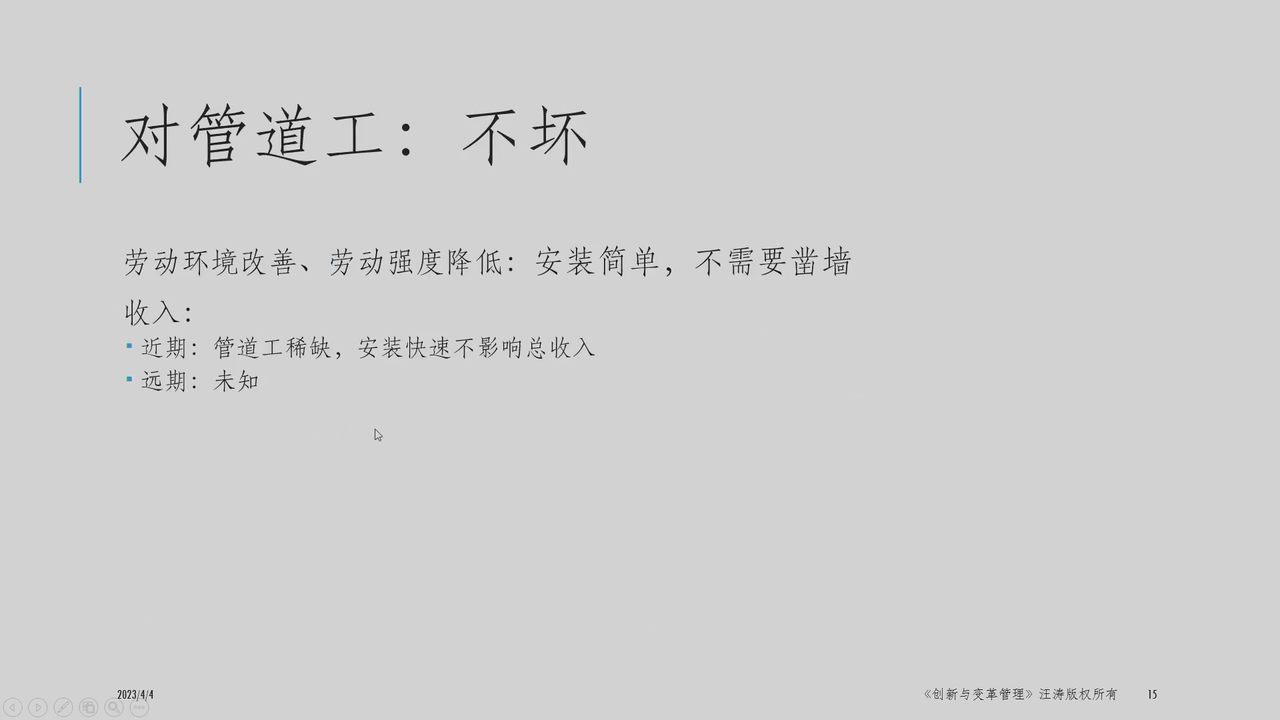 对管道工：不坏
劳动环境改善、劳动强度降低：安装简单，不需要凿墙
收入：
近期：管道工稀缺，安装快速不影响总收入
远期：未知
2023/4/4
《创新与变革管理》汪涛版权所有
15